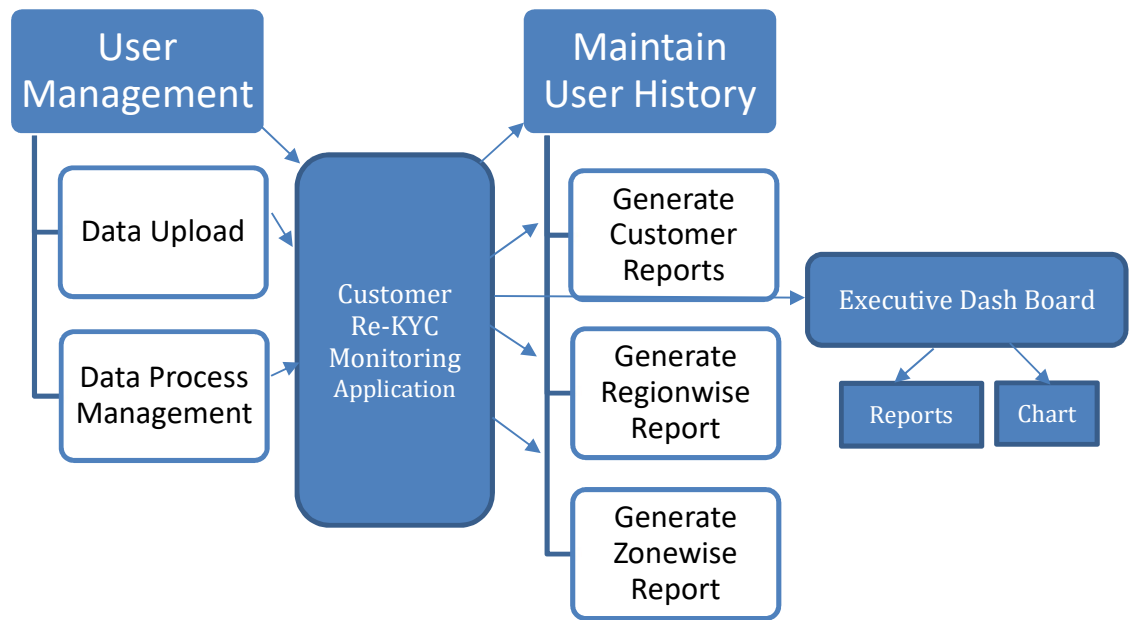 User
Management
Data Upload
Data Process
Management
Customer
Re-KYC
Monitoring
Application
Maintain
User History
Generate
Customer
Reports
Generate
Regionwise
Report
Generate
Zonewise
Report
Executive Dash Board
Reports
Chart